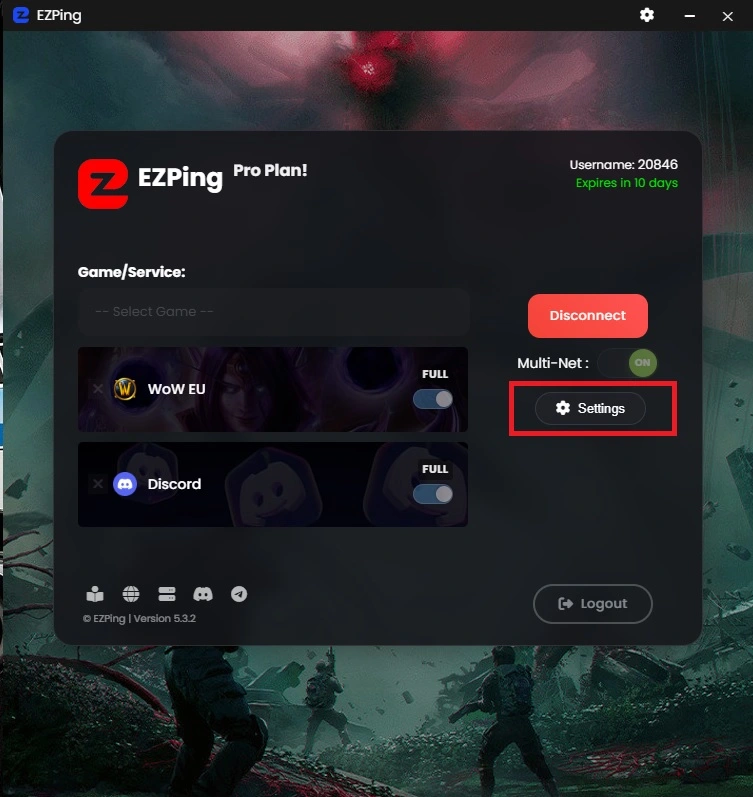 EZPing
EZPing Pro Plan!
Username: 20846
Expires in 10 days
Game/Service:
-- Select Game --
Disconnect
Multi-Net : ON
Settings
WoW EU
FULL
Discord
FULL
© EZPing | Version 5.3.2
Logout